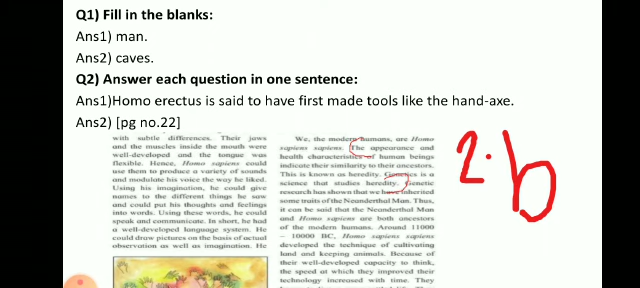 Q1) Fill in the blanks:
Ans1) man.
Ans2) caves.
Q2) Answer each question in one sentence:
Ans1)Homo erectus is said to have first made tools like the hand-axe.
Ans2) [pg no.22]
with subtle differences. Their jaws
and the muscles inside the mouth were
well-developed and the tongue was
flexible. Hence, Homo sapiens could
use them to produce a variety of sounds
and modulate his voice the way he liked.
Using his imagination, he could give
names to the different things he saw
and could put his thoughts and feelings
into words. Using these words, he could
speak and communicate. In short, he had
a well-developed language system. He
could draw pictures on the basis of actual
observation as well as imagination. He
We, the modern humans, are Homo
sapiens sapiens. The appearance and
health characteristics of human beings
indicate their similarity to their ancestors.
This is known as heredity. Genetics is a
science that studies heredity. Genetic
research has shown that we have inherited
some traits of the Neanderthal Man. Thus,
it can be said that the Neanderthal Man
and Homo sapiens are both ancestors
of the modern humans. Around 11000
– 10000 BC, Homo sapiens sapiens
developed the technique of cultivating
land and keeping animals. Because of
their well-developed capacity to think,
the speed at which they improved their
technology increased with time. They
2. b